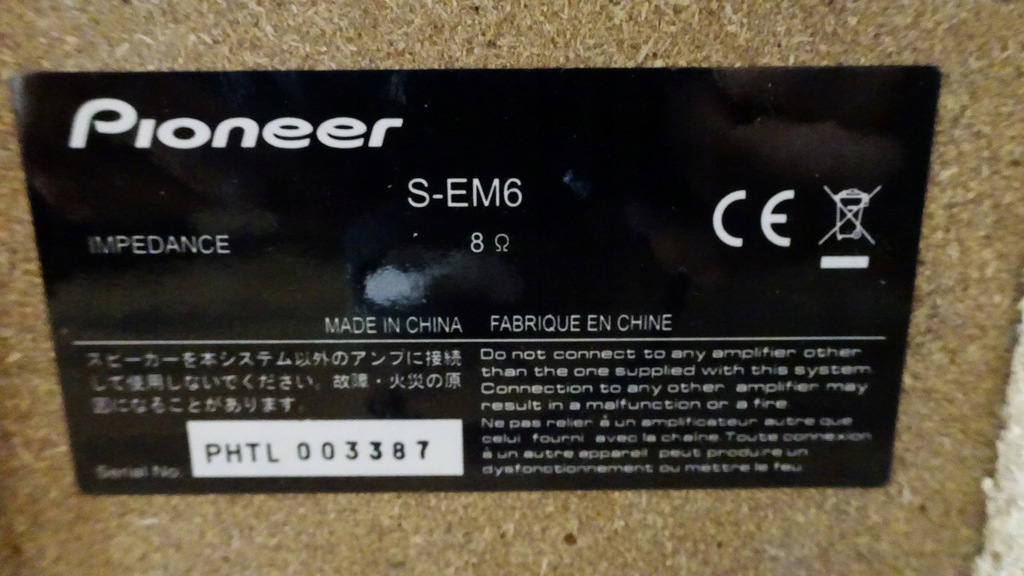 Pioneer
S-EM6
IMPEDANCE 8 Ω
CE
MADE IN CHINA FABRIQUE EN CHINE
スピーカーを本システム以外のアンプに接続
して使用しないでください。故障・火災の原
因になることがあります。
Serial No. PHTL 003387
Do not connect to any amplifier other
than the one supplied with this system.
Connection to any other amplifier may
result in a malfunction or a fire.
Ne pas relier à un amplificateur autre que
celui fourni avec la chaîne. Toute connexion
à un autre appareil peut produire un
dysfonctionnement ou mettre le feu.